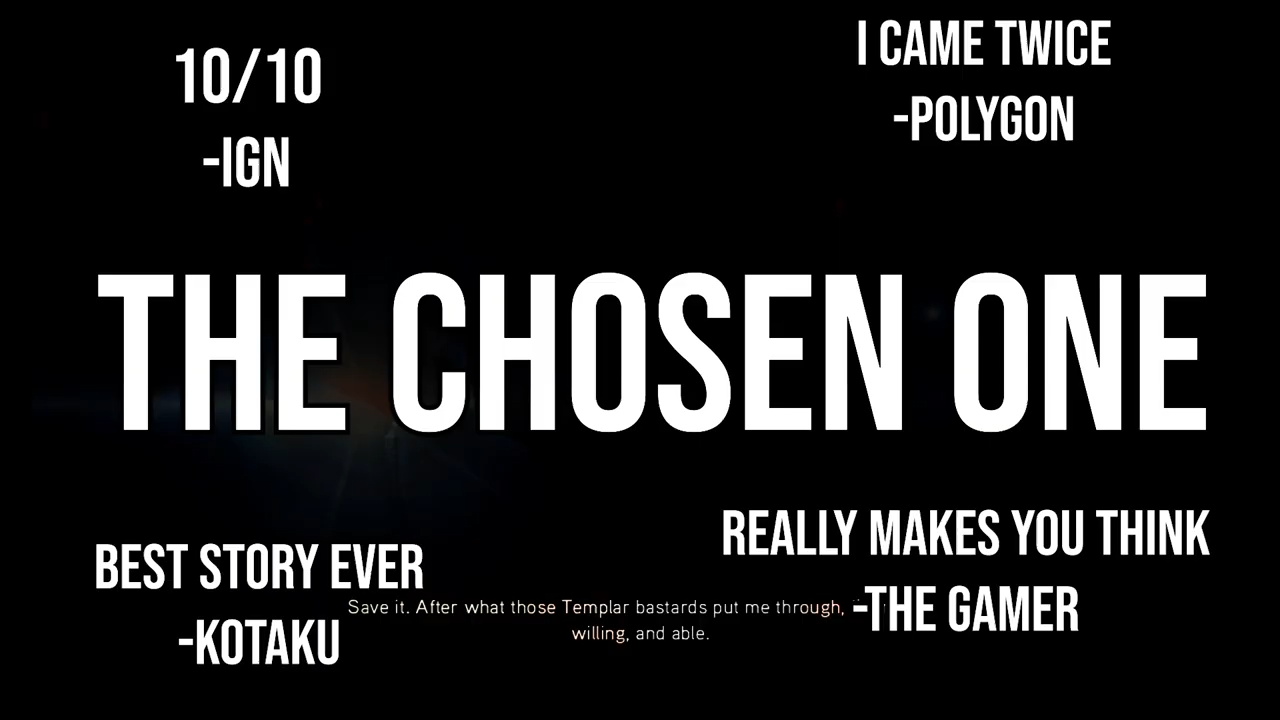 10/10
-IGN
I CAME TWICE
-POLYGON
THE CHOSEN ONE
BEST STORY EVER
-KOTAKU
REALLY MAKES YOU THINK
-THE GAMER
Save it. After what those Templar bastards put me through,
willing, and able.